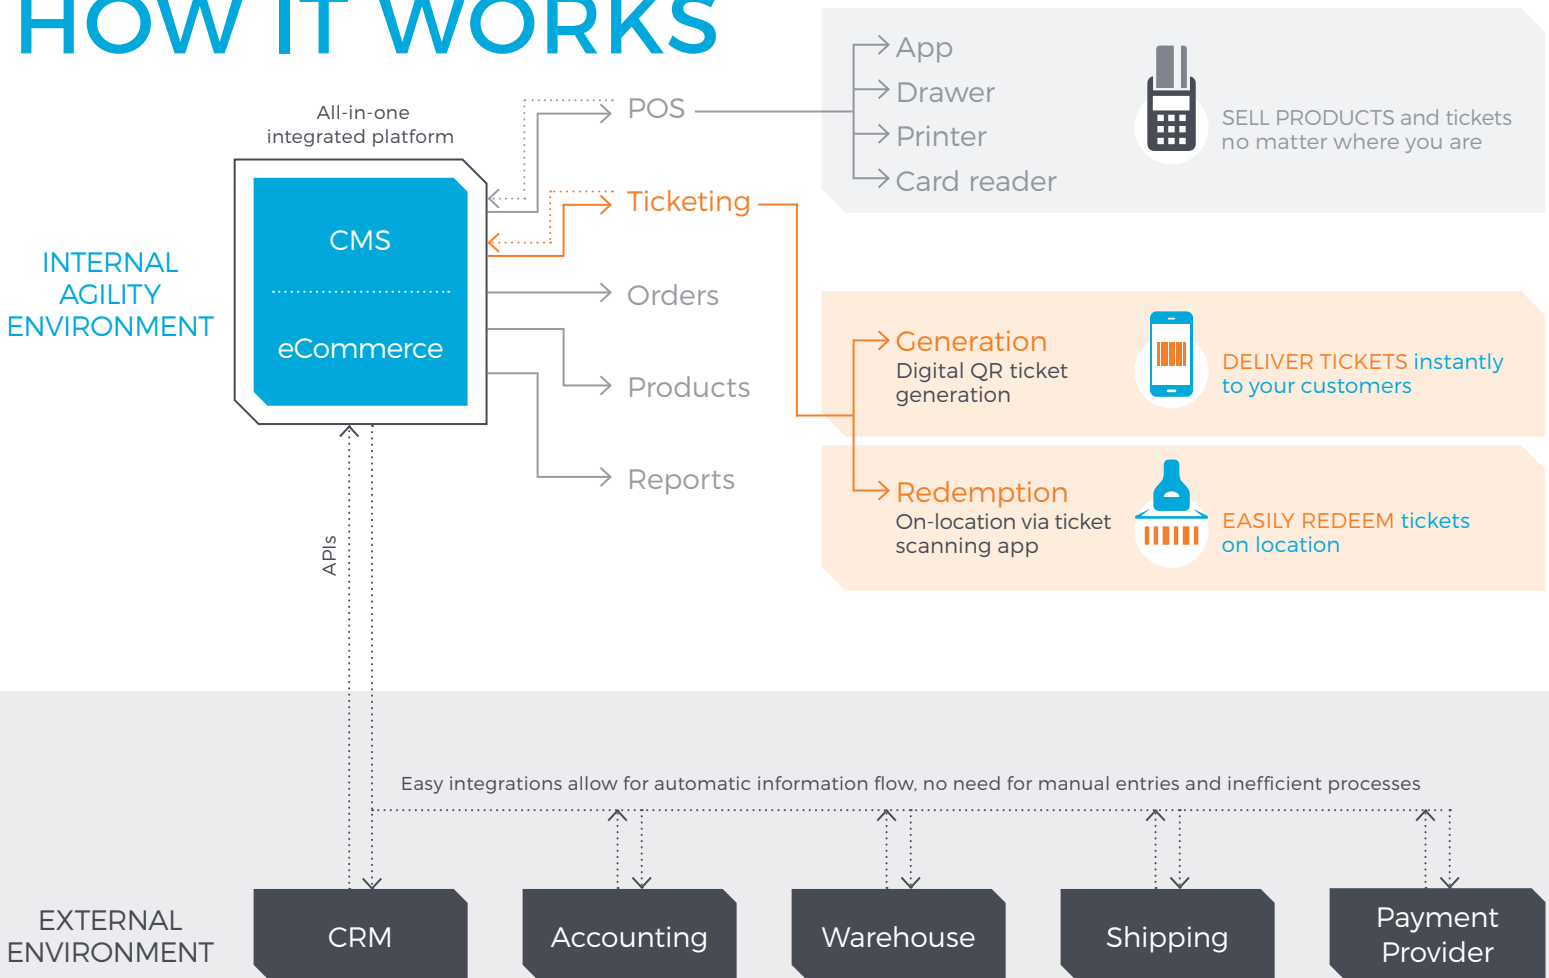 HOW IT WORKS
All-in-one
integrated platform
INTERNAL
AGILITY
ENVIRONMENT
CMS
eCommerce
POS
Ticketing
Orders
Products
Reports
App
Drawer
Printer
Card reader
SELL PRODUCTS and tickets
no matter where you are
Generation
Digital QR ticket
generation
DELIVER TICKETS instantly
to your customers
Redemption
On-location via ticket
scanning app
EASILY REDEEM tickets
on location
APIs
Easy integrations allow for automatic information flow, no need for manual entries and inefficient processes
EXTERNAL
ENVIRONMENT
CRM
Accounting
Warehouse
Shipping
Payment
Provider